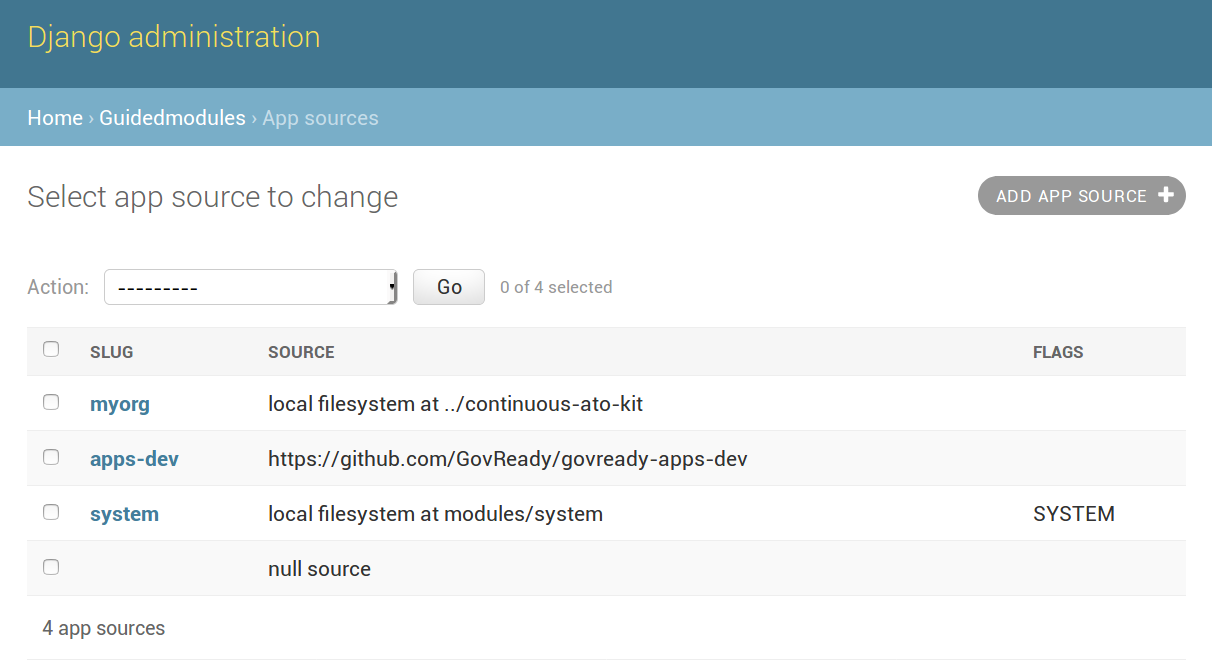 Django administration
Home › Guidedmodules › App sources
Select app source to change
ADD APP SOURCE +
Action: --------- Go 0 of 4 selected
SLUG SOURCE FLAGS
myorg local filesystem at ../continuous-ato-kit
apps-dev https://github.com/GovReady/govready-apps-dev
system local filesystem at modules/system SYSTEM
null source
4 app sources